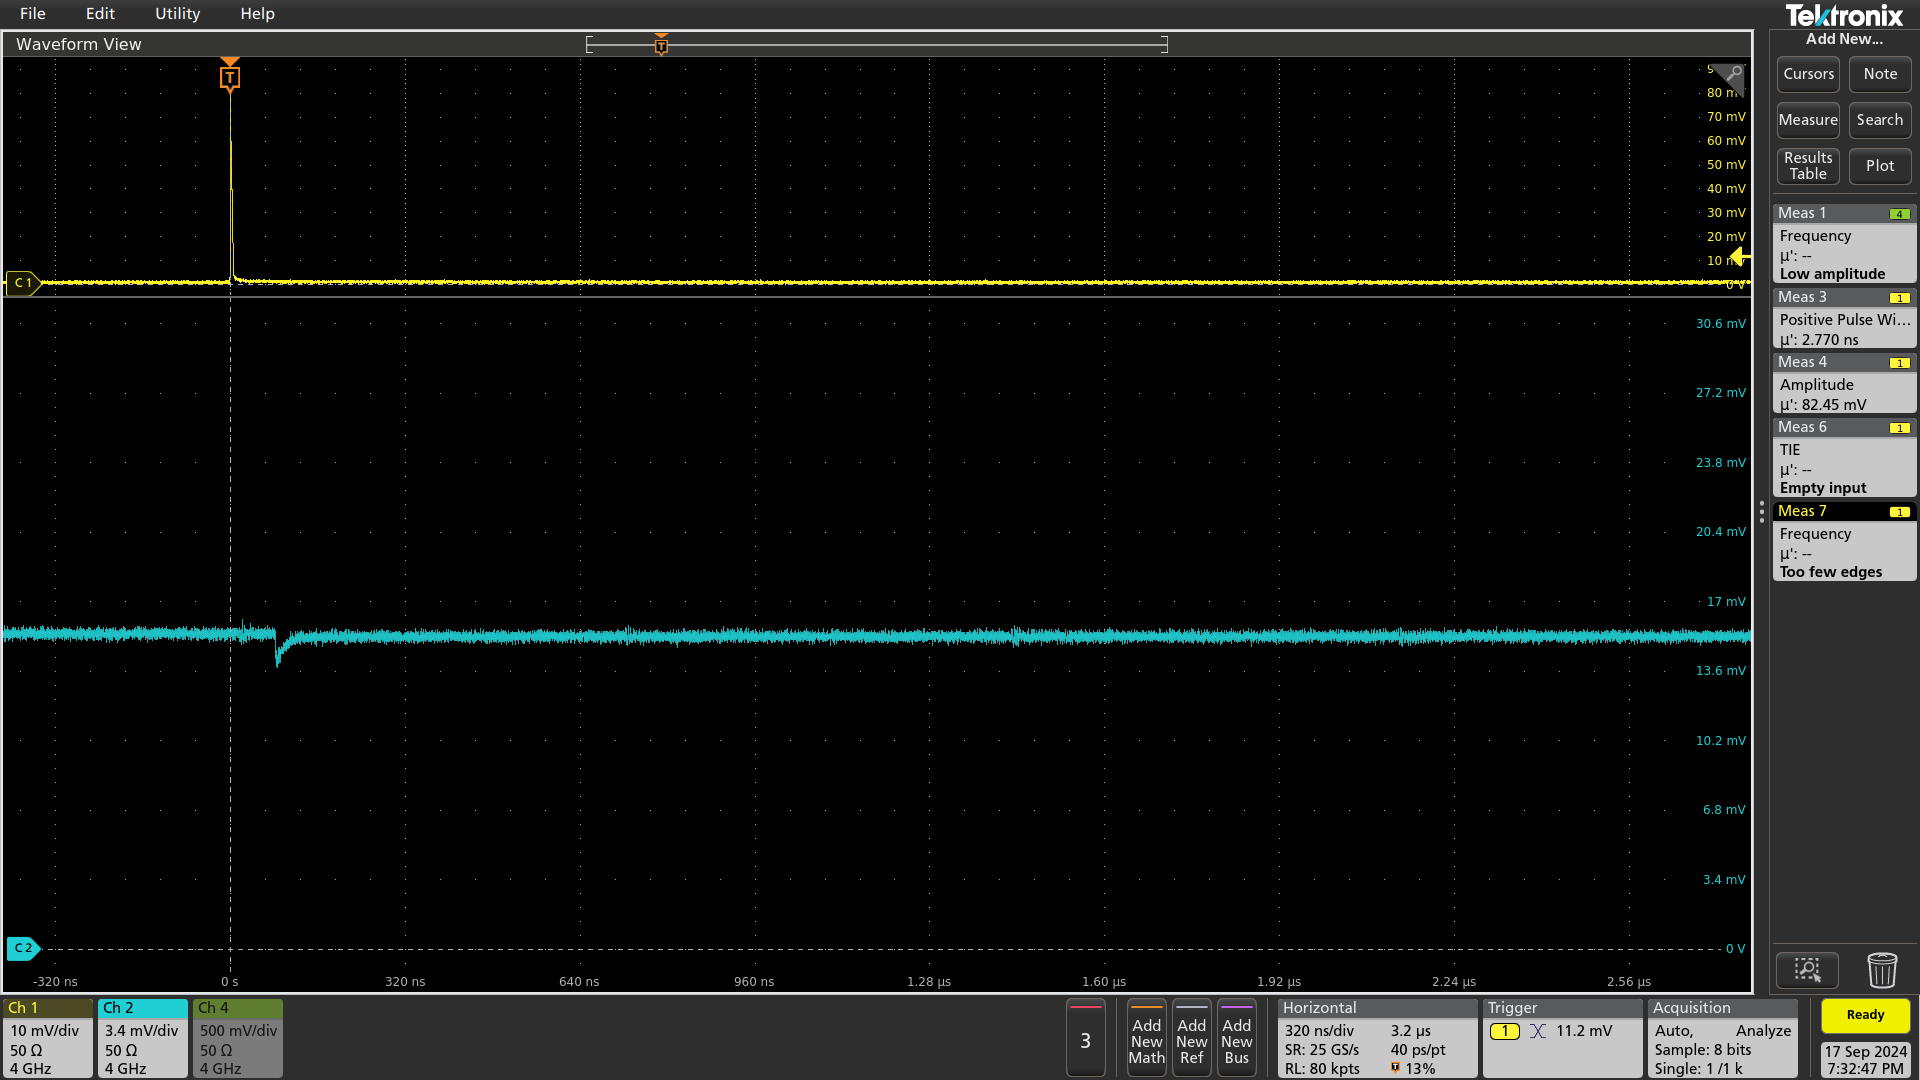 File Edit Utility Help
Tektronix
Waveform View
Add New...
T
T
Cursors Note
Measure Search
Results Table Plot
80 m
70 mV
60 mV
50 mV
40 mV
30 mV
20 mV
10 mV
0 V
C 1
30.6 mV
27.2 mV
23.8 mV
20.4 mV
17 mV
13.6 mV
10.2 mV
6.8 mV
3.4 mV
0 V
C 2
-320 ns 0 s 320 ns 640 ns 960 ns 1.28 µs 1.60 µs 1.92 µs 2.24 µs 2.56 µs
Meas 1 4
Frequency
µ': --
Low amplitude
Meas 3 1
Positive Pulse Wi...
µ': 2.770 ns
Meas 4 1
Amplitude
µ': 82.45 mV
Meas 6 1
TIE
µ': --
Empty input
Meas 7 1
Frequency
µ': --
Too few edges
Ch 1
10 mV/div
50 Ω
4 GHz
Ch 2
3.4 mV/div
50 Ω
4 GHz
Ch 4
500 mV/div
50 Ω
4 GHz
3
Add
New
Math
Add
New
Ref
Add
New
Bus
Horizontal
320 ns/div 3.2 µs
SR: 25 GS/s 40 ps/pt
RL: 80 kpts T 13%
Trigger
1 11.2 mV
Acquisition
Auto, Analyze
Sample: 8 bits
Single: 1 /1 k
Ready
17 Sep 2024
7:32:47 PM